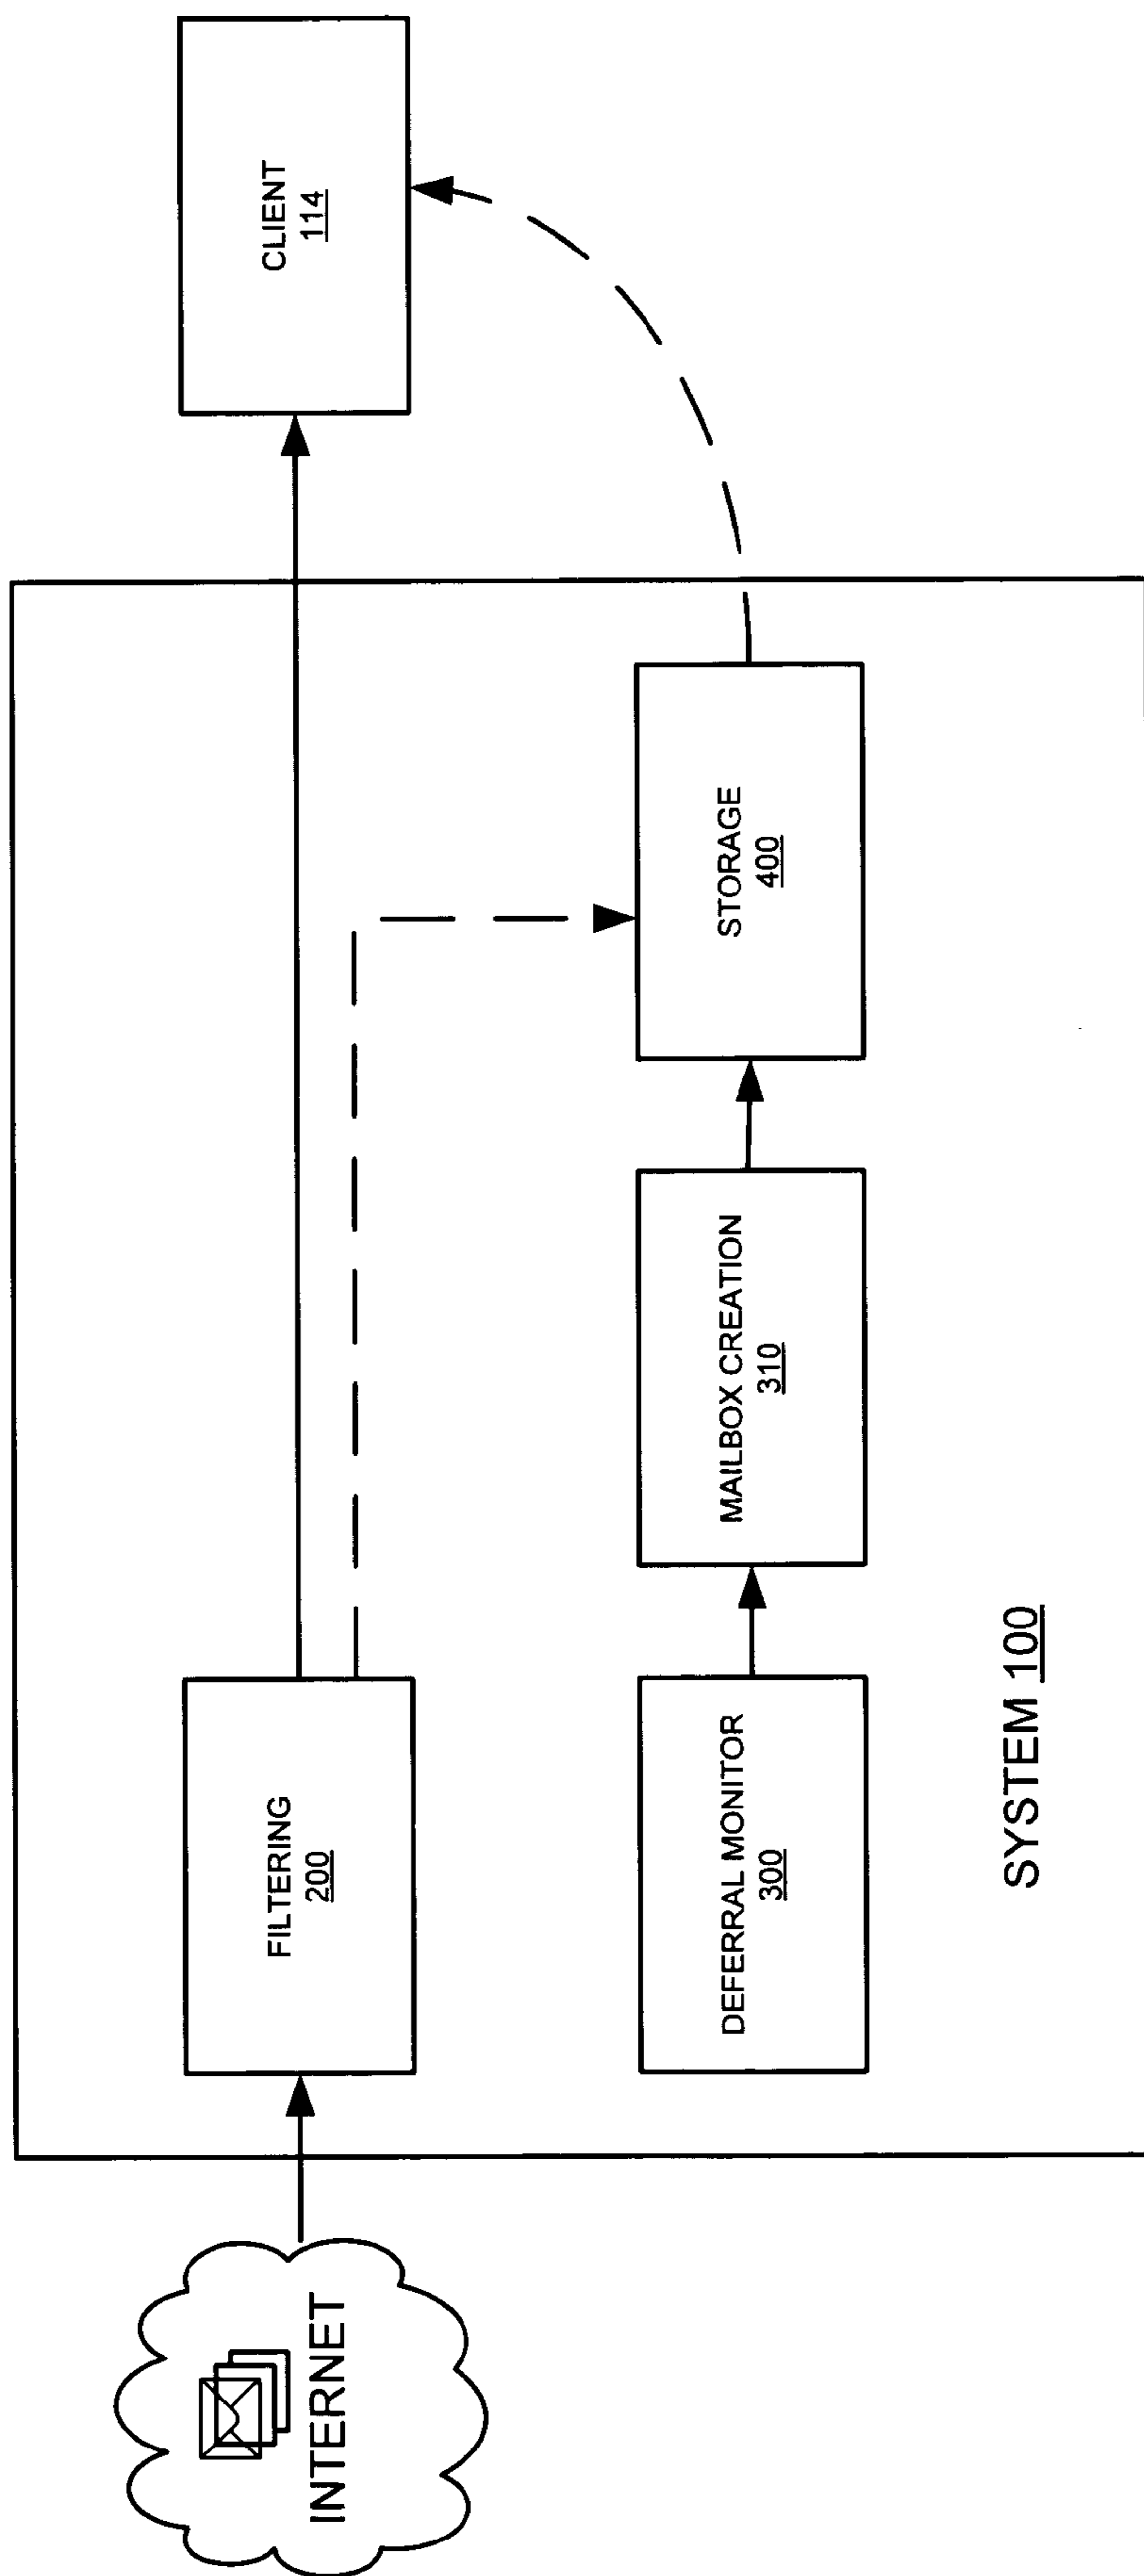 INTERNET
FILTERING
200
CLIENT
114
DEFERRAL MONITOR
300
MAILBOX CREATION
310
STORAGE
400
SYSTEM 100